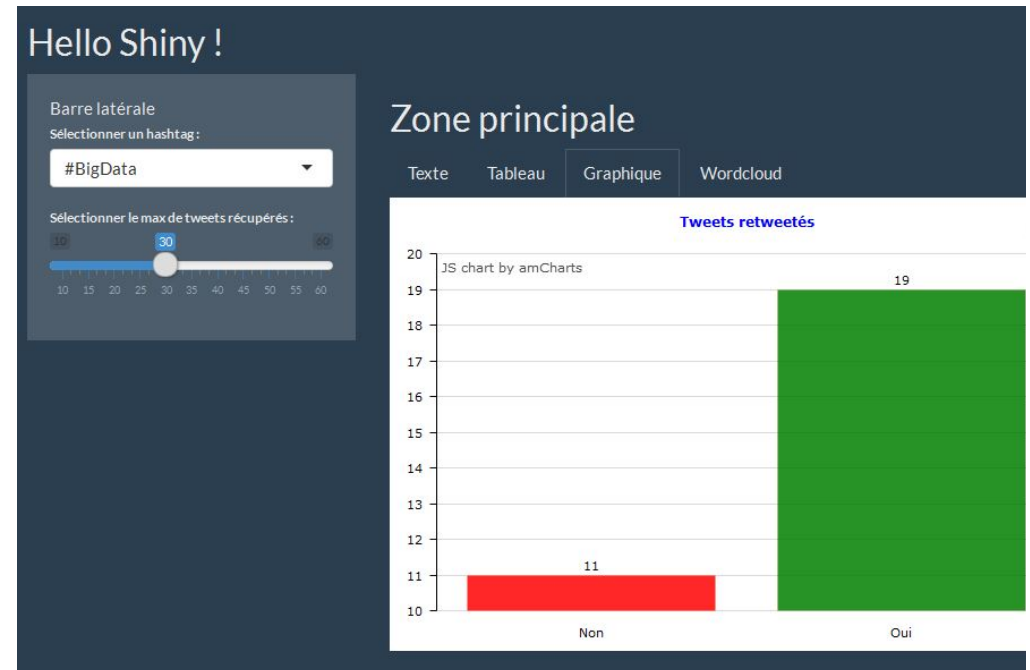 Hello Shiny !
Barre latérale
Sélectionner un hashtag :
#BigData
Sélectionner le max de tweets récupérés :
10 30 60
10 15 20 25 30 35 40 45 50 55 60
Zone principale
Texte Tableau Graphique Wordcloud
Tweets retweetés
JS chart by amCharts
20
19
18
17
16
15
14
13
12
11
10
11
19
Non Oui